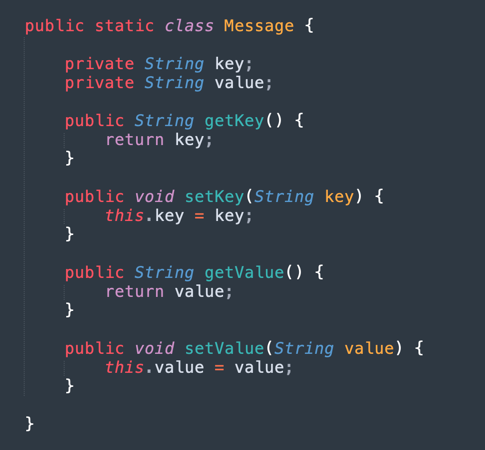 public static class Message {
private String key;
private String value;
public String getKey() {
return key;
}
public void setKey(String key) {
this.key = key;
}
public String getValue() {
return value;
}
public void setValue(String value) {
this.value = value;
}
}